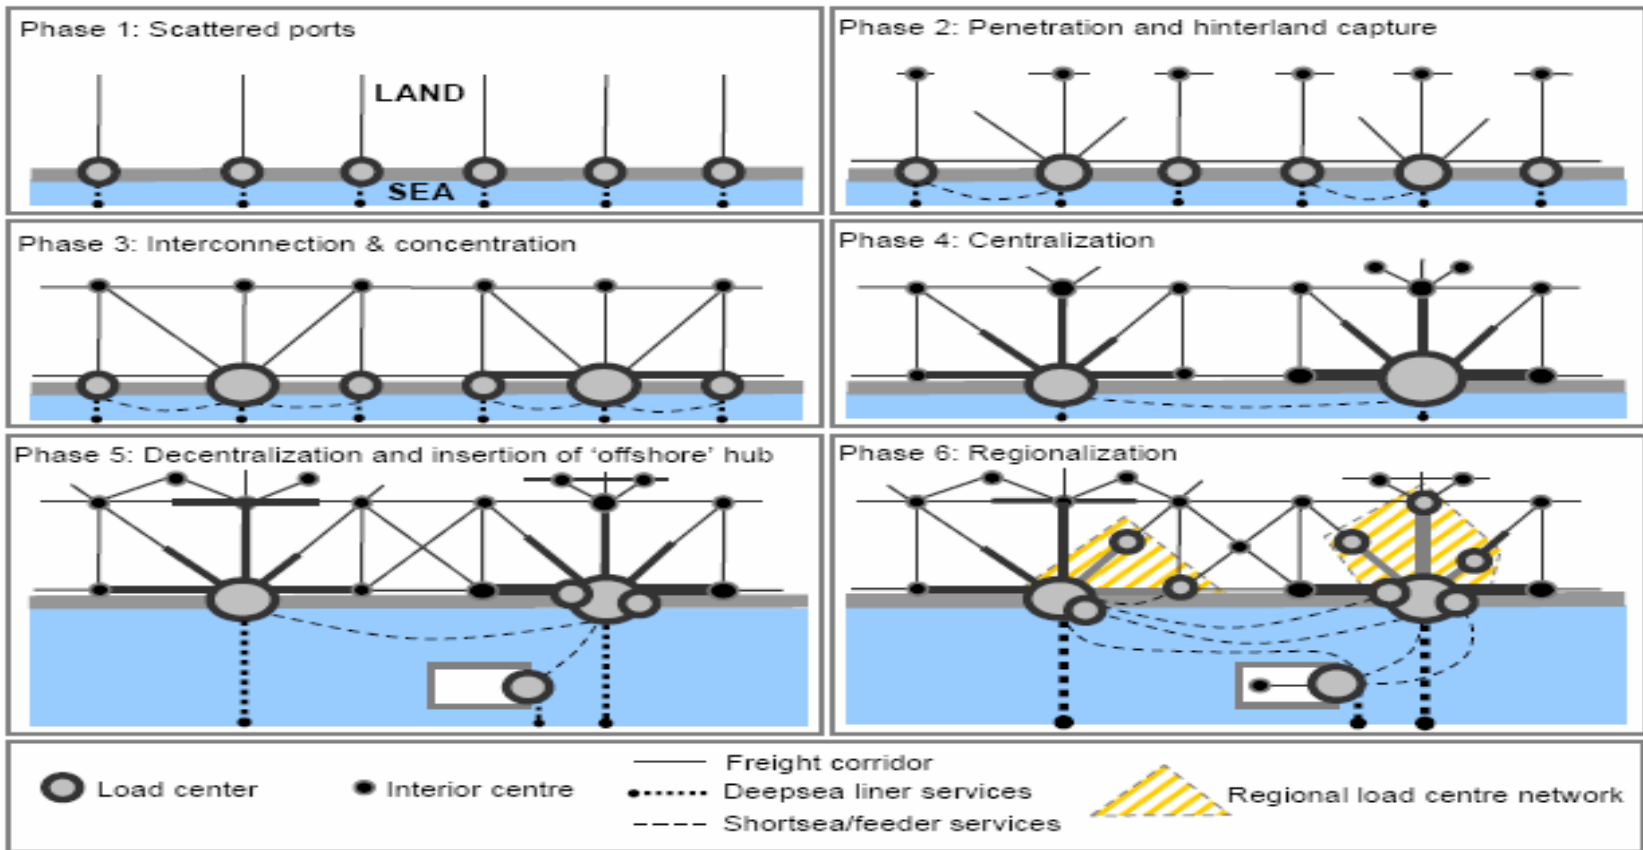 Phase 1: Scattered ports
LAND
SEA
Phase 2: Penetration and hinterland capture
Phase 3: Interconnection & concentration
Phase 4: Centralization
Phase 5: Decentralization and insertion of ‘offshore’ hub
Phase 6: Regionalization
Load center
Interior centre
Freight corridor
Deepsea liner services
Shortsea/feeder services
Regional load centre network